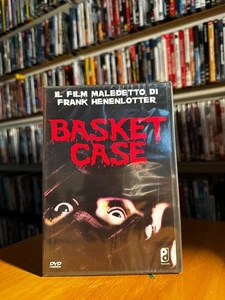 IL FILM MALEDETTO DI
FRANK HENENLOTTER
BASKET
CASE
DVD